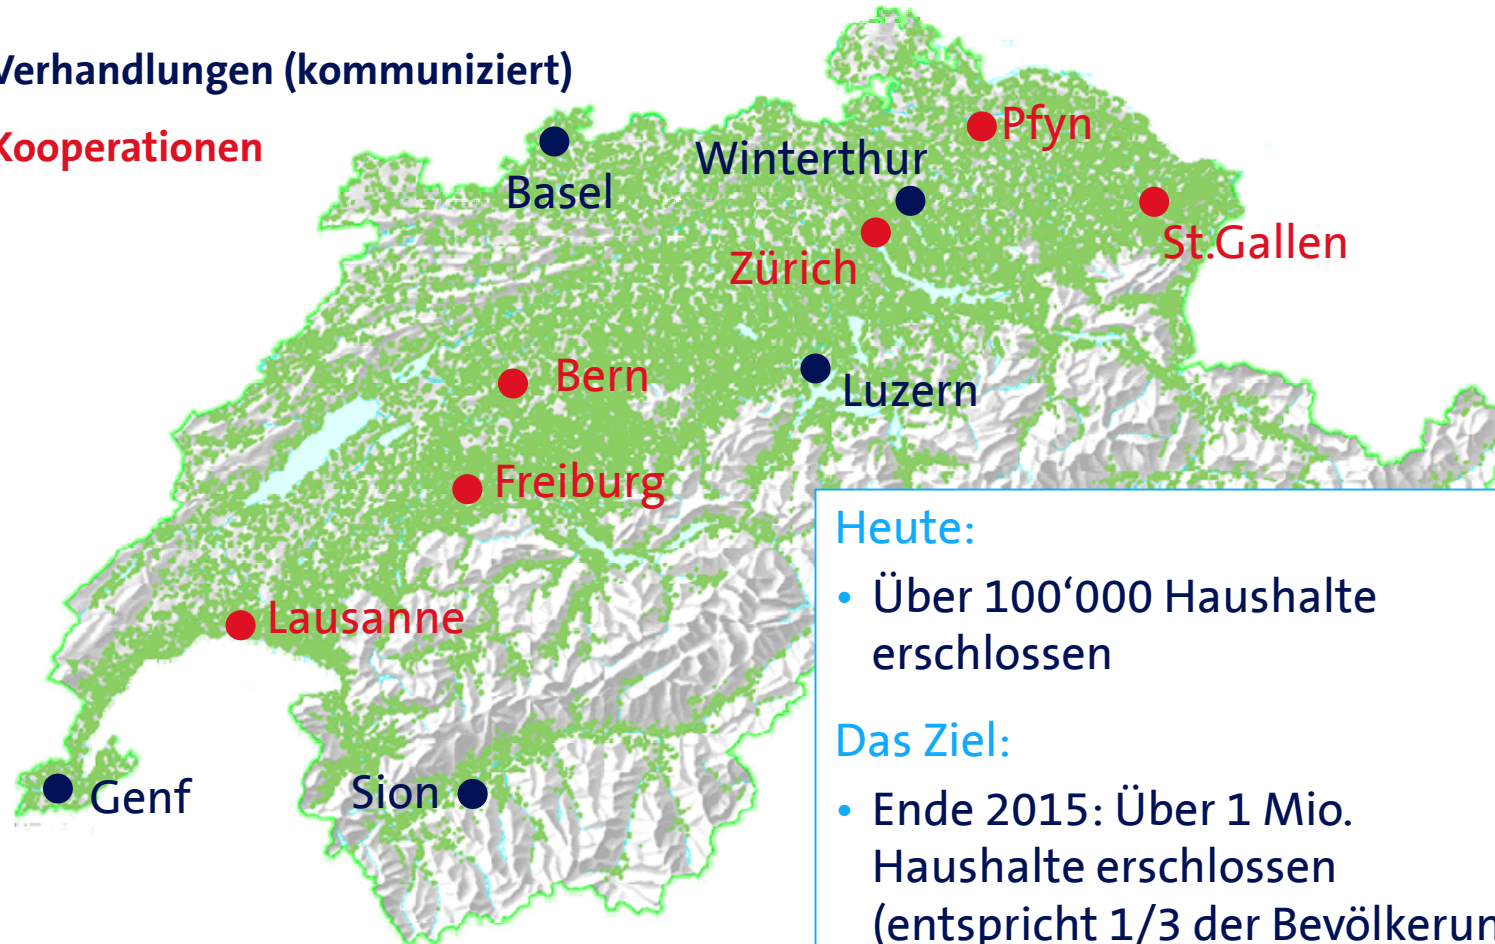 Verhandlungen (kommuniziert)
Kooperationen
Pfyn
Winterthur
Basel
St.Gallen
Zürich
Bern
Luzern
Freiburg
Lausanne
Genf
Sion
Heute:
• Über 100‘000 Haushalte
erschlossen
Das Ziel:
• Ende 2015: Über 1 Mio.
Haushalte erschlossen
(entspricht 1/3 der Bevölkerun